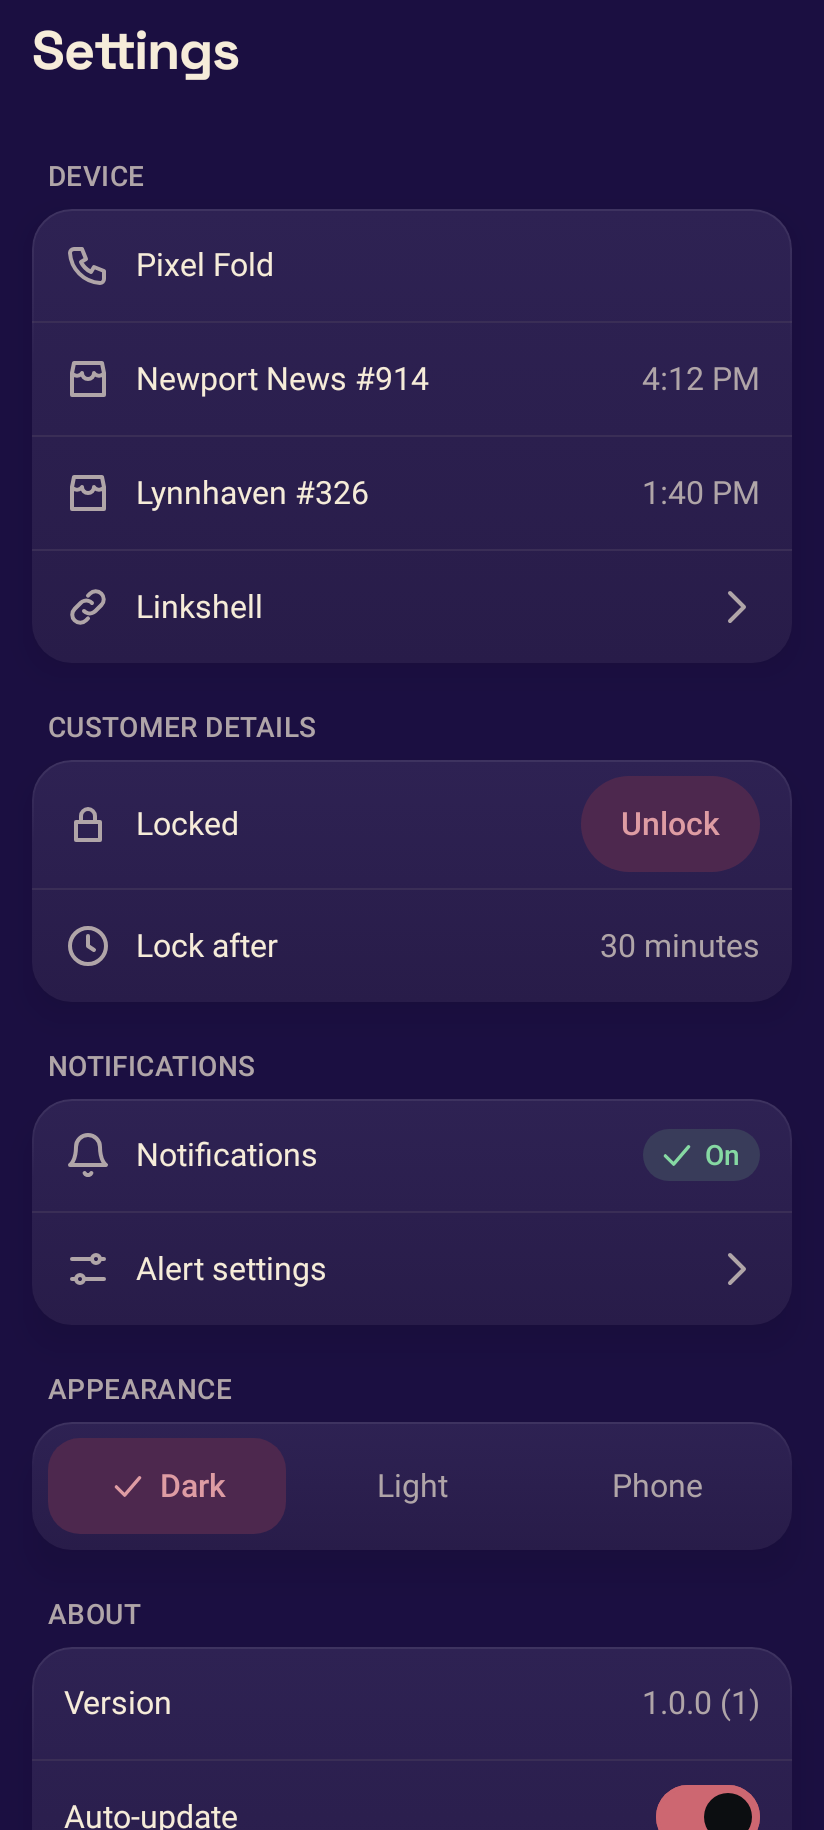 Settings
DEVICE
Pixel Fold
Newport News #914 4:12 PM
Lynnhaven #326 1:40 PM
Linkshell
CUSTOMER DETAILS
Locked Unlock
Lock after 30 minutes
NOTIFICATIONS
Notifications On
Alert settings
APPEARANCE
Dark Light Phone
ABOUT
Version 1.0.0 (1)
Auto-update